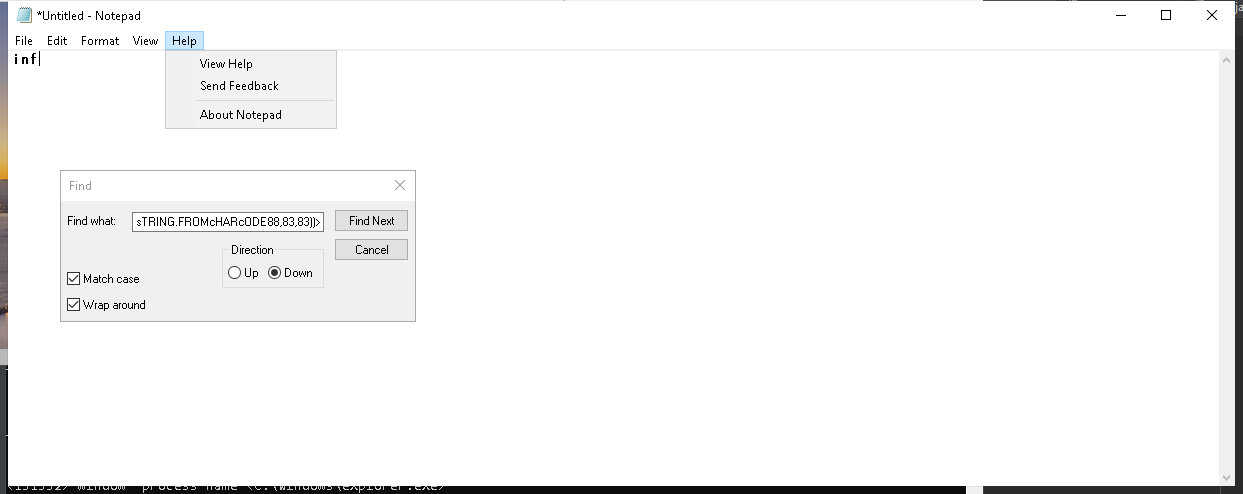 *Untitled - Notepad
File Edit Format View Help
inf
View Help
Send Feedback
About Notepad
Find
Find what: sTRING.FROMcHARcODE88,83,83))> Find Next
Direction Cancel
Up Down
Match case
Wrap around
window process name <C:\Windows\explorer.exe>